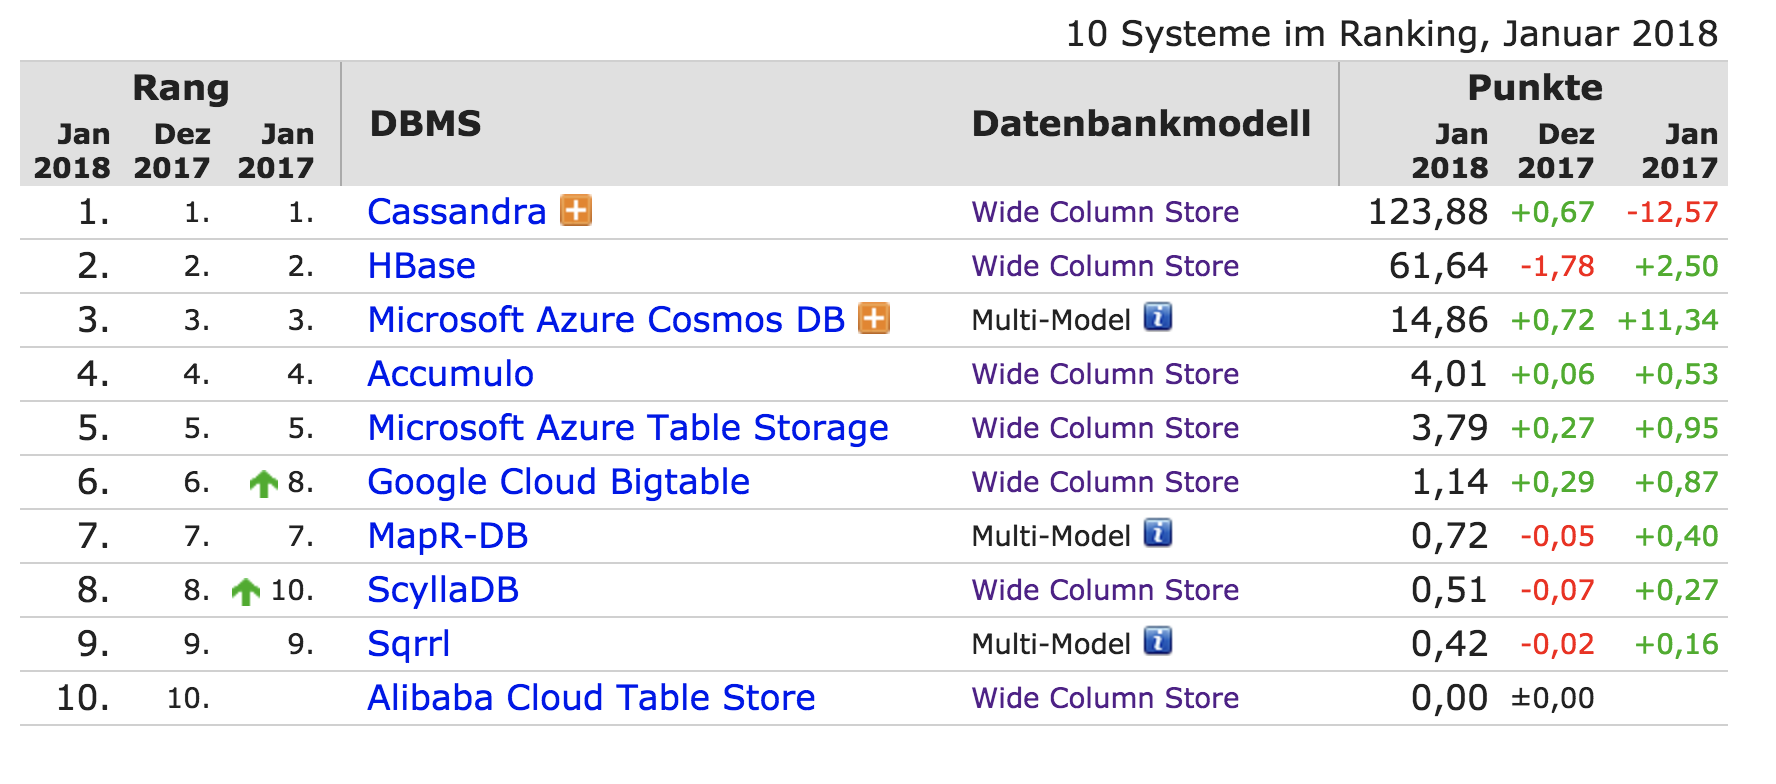 10 Systeme im Ranking, Januar 2018
Rang DBMS Datenbankmodell Punkte
Jan 2018 Dez 2017 Jan 2017 Jan 2018 Dez 2017 Jan 2017
1. 1. 1. Cassandra Wide Column Store 123,88 +0,67 -12,57
2. 2. 2. HBase Wide Column Store 61,64 -1,78 +2,50
3. 3. 3. Microsoft Azure Cosmos DB Multi-Model 14,86 +0,72 +11,34
4. 4. 4. Accumulo Wide Column Store 4,01 +0,06 +0,53
5. 5. 5. Microsoft Azure Table Storage Wide Column Store 3,79 +0,27 +0,95
6. 6. 8. Google Cloud Bigtable Wide Column Store 1,14 +0,29 +0,87
7. 7. 7. MapR-DB Multi-Model 0,72 -0,05 +0,40
8. 8. 10. ScyllaDB Wide Column Store 0,51 -0,07 +0,27
9. 9. 9. Sqrrl Multi-Model 0,42 -0,02 +0,16
10. 10. Alibaba Cloud Table Store Wide Column Store 0,00 ±0,00